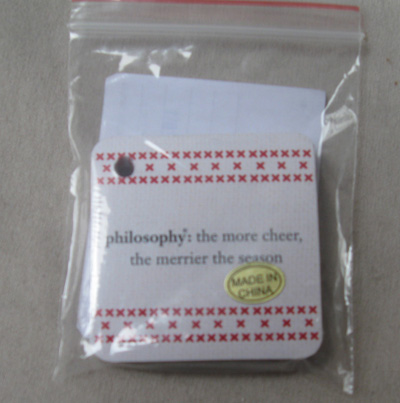 philosophy: the more cheer,
the merrier the season
MADE IN
CHINA